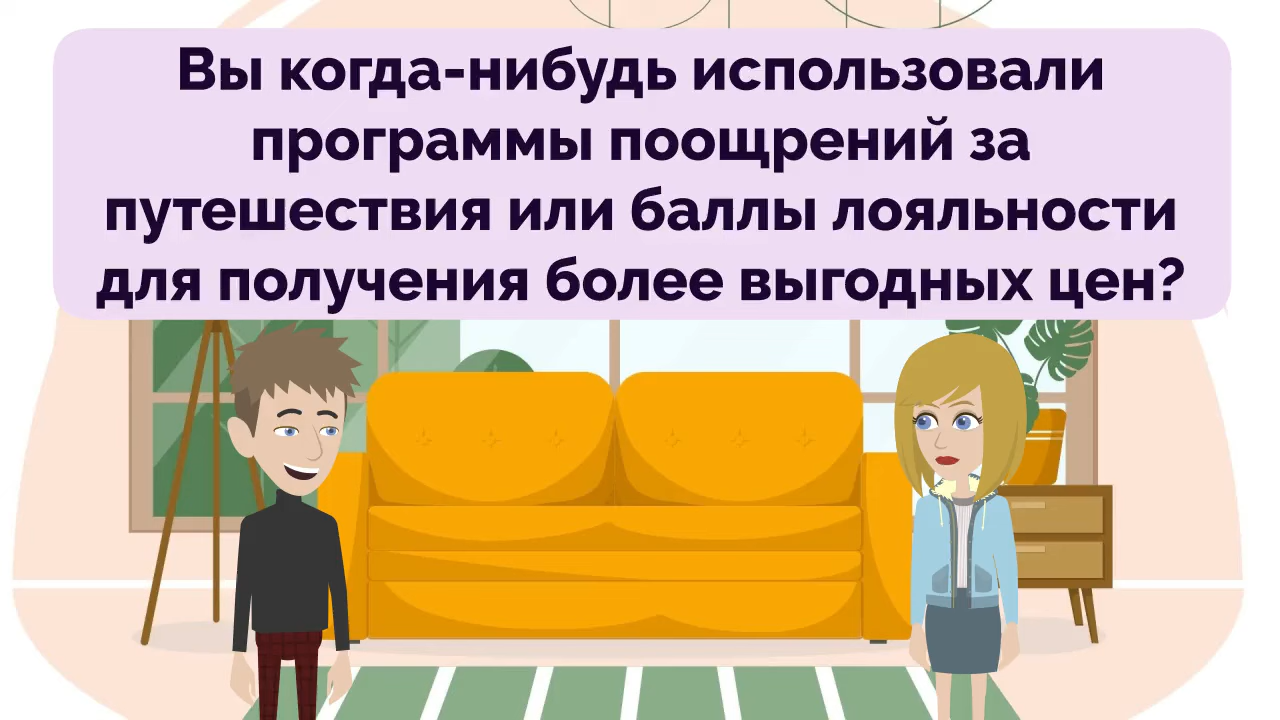 Вы когда-нибудь использовали
программы поощрений за
путешествия или баллы лояльности
для получения более выгодных цен?